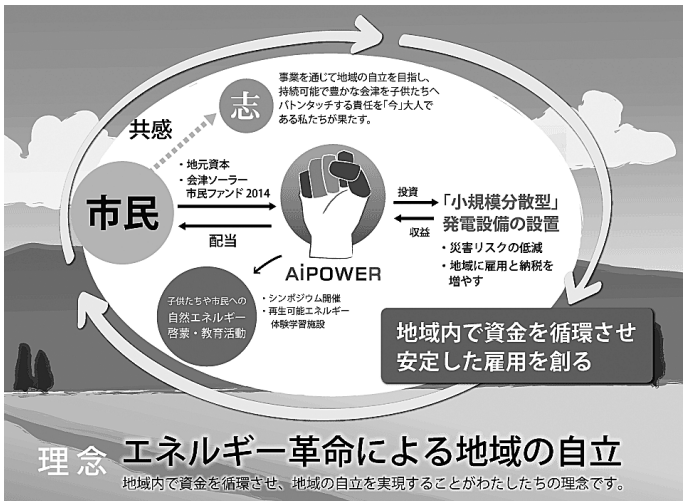 事業を通じて地域の自立を目指し、
持続可能で豊かな会津を子供たちへ
バトンタッチする責任を「今」大人で
ある私たちが果たす。
志
共感
・地元資本
・会津ソーラー
市民ファンド 2014
市民
配当
AiPOWER
投資
収益
「小規模分散型」
発電設備の設置
・災害リスクの低減
・地域に雇用と納税を
増やす
子供たちや市民への
自然エネルギー
啓蒙・教育活動
・シンポジウム開催
・再生可能エネルギー
体験学習施設
地域内で資金を循環させ
安定した雇用を創る
理念 エネルギー革命による地域の自立
地域内で資金を循環させ、地域の自立を実現することがわたしたちの理念です。